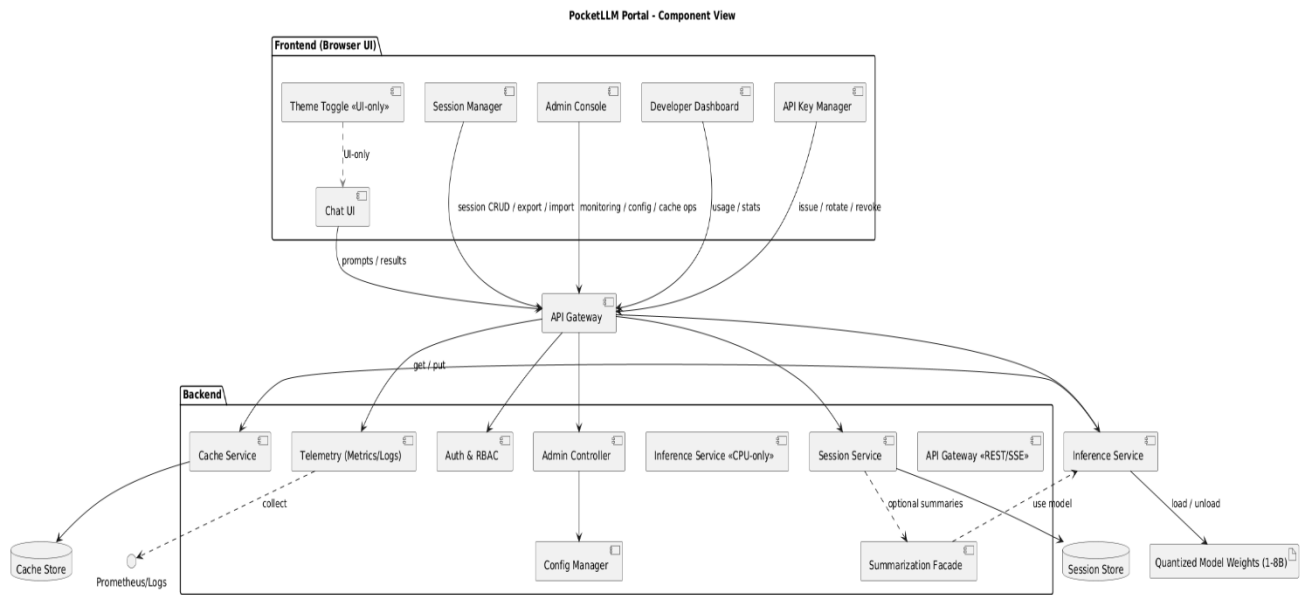 PocketLLM Portal - Component View
Frontend (Browser UI)
Theme Toggle «UI-only»
Session Manager
Admin Console
Developer Dashboard
API Key Manager
UI-only
Chat UI
session CRUD / export / import
monitoring / config / cache ops
usage / stats
issue / rotate / revoke
prompts / results
API Gateway
get / put
Backend
Cache Service
Telemetry (Metrics/Logs)
Auth & RBAC
Admin Controller
Inference Service «CPU-only»
Session Service
API Gateway «REST/SSE»
Inference Service
collect
optional summaries
use model
load / unload
Cache Store
Prometheus/Logs
Config Manager
Summarization Facade
Session Store
Quantized Model Weights (1-8B)